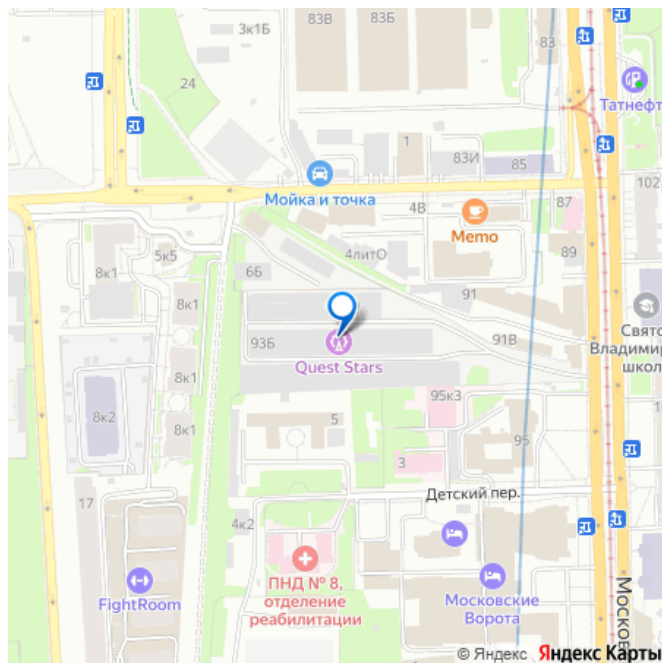 83В
83Б
3к1Б
83
24
Татнефт
1
83И
85
Мойка и точка
102
87
4В
Memo
89
5к5
8к1
4литО
6Б
8к1
91
93Б
91В
Свято
Владимир
школ
Quest Stars
8к1
95к3
8к2
8к1
5
95
3
Детский пер.
17
4к2
ПНД № 8,
отделение
реабилитации
FightRoom
Московские
Ворота
Москов
© Яндекс Яндекс Карты